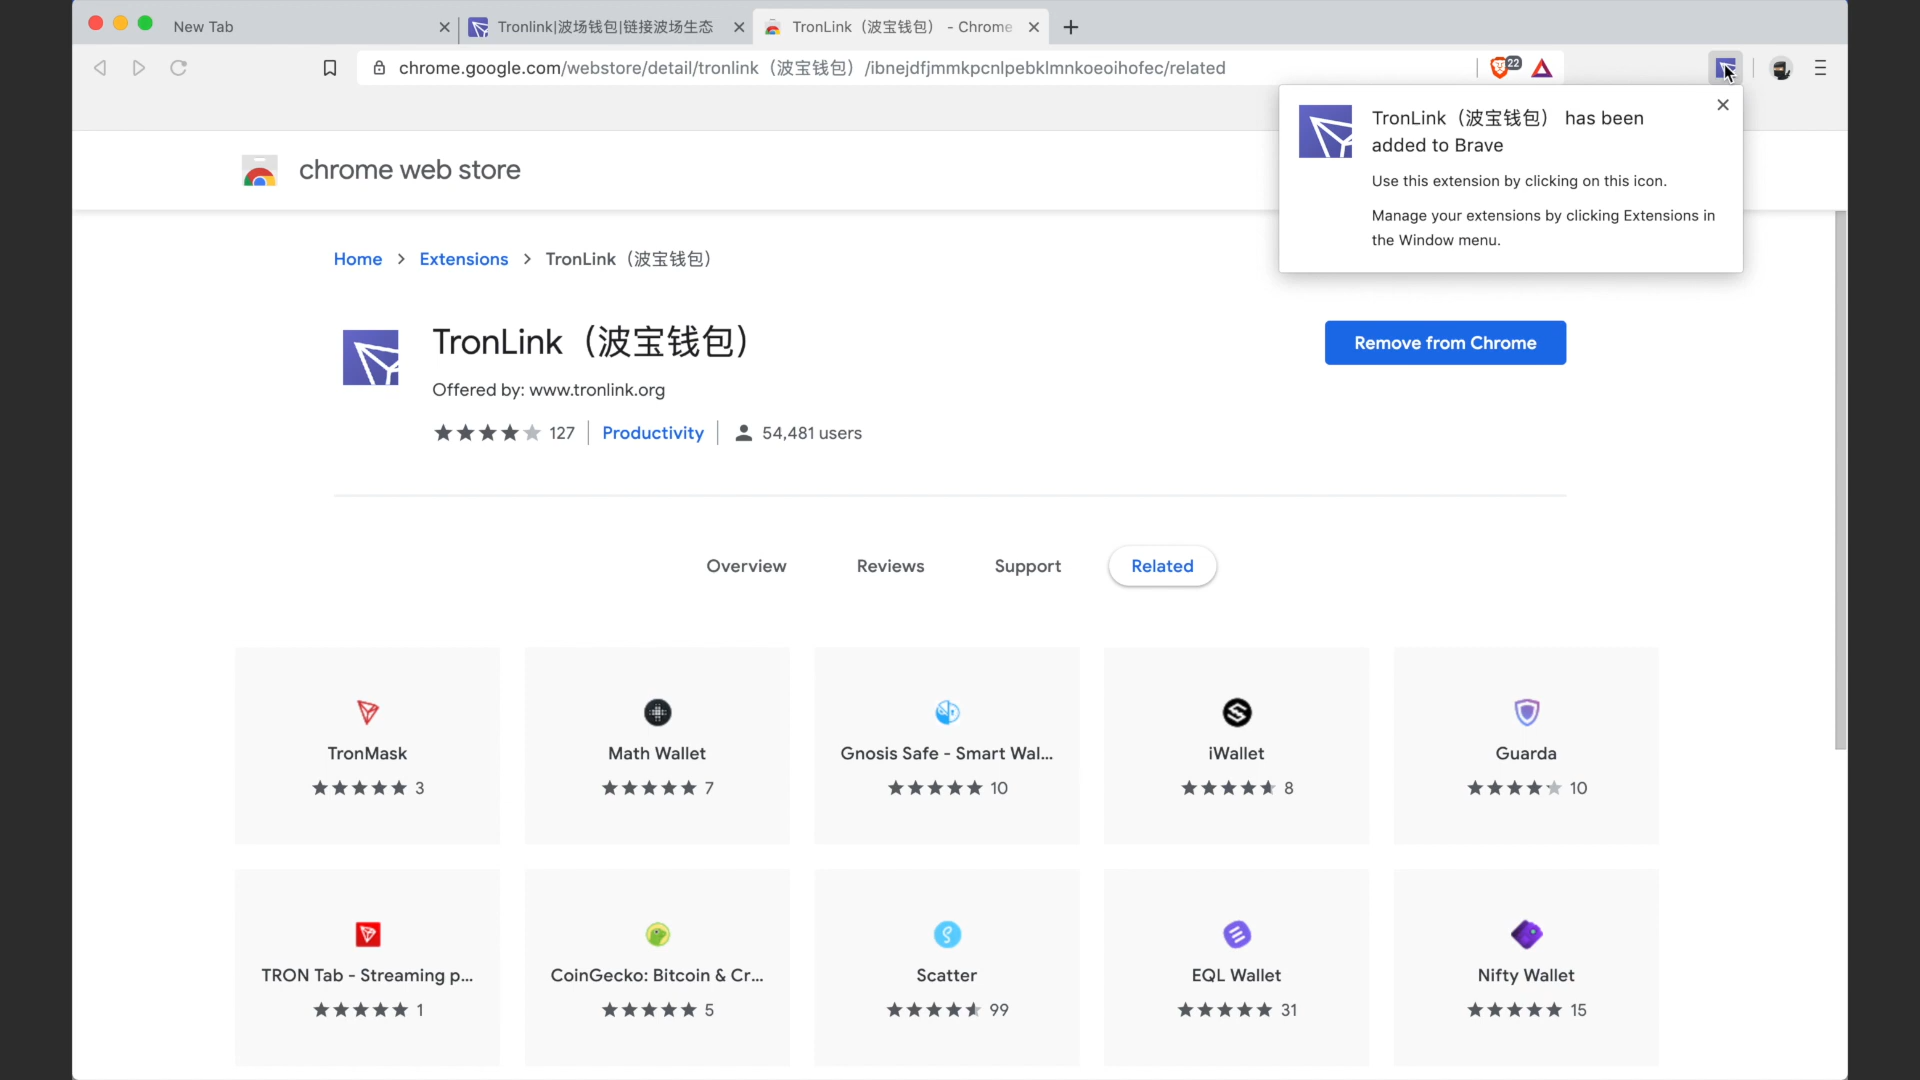 New Tab
Tronlink|波场钱包|链接波场生态
TronLink（波宝钱包） - Chrome
chrome.google.com/webstore/detail/tronlink（波宝钱包）/ibnejdfjmmkpcnlpebklmnkoeoihofec/related
22
TronLink（波宝钱包） has been
added to Brave
Use this extension by clicking on this icon.
Manage your extensions by clicking Extensions in
the Window menu.
chrome web store
Home > Extensions > TronLink（波宝钱包）
TronLink（波宝钱包）
Remove from Chrome
Offered by: www.tronlink.org
127 Productivity 54,481 users
Overview Reviews Support Related
TronMask
3
Math Wallet
7
Gnosis Safe - Smart Wal...
10
iWallet
8
Guarda
10
TRON Tab - Streaming p...
1
CoinGecko: Bitcoin & Cr...
5
Scatter
99
EQL Wallet
31
Nifty Wallet
15